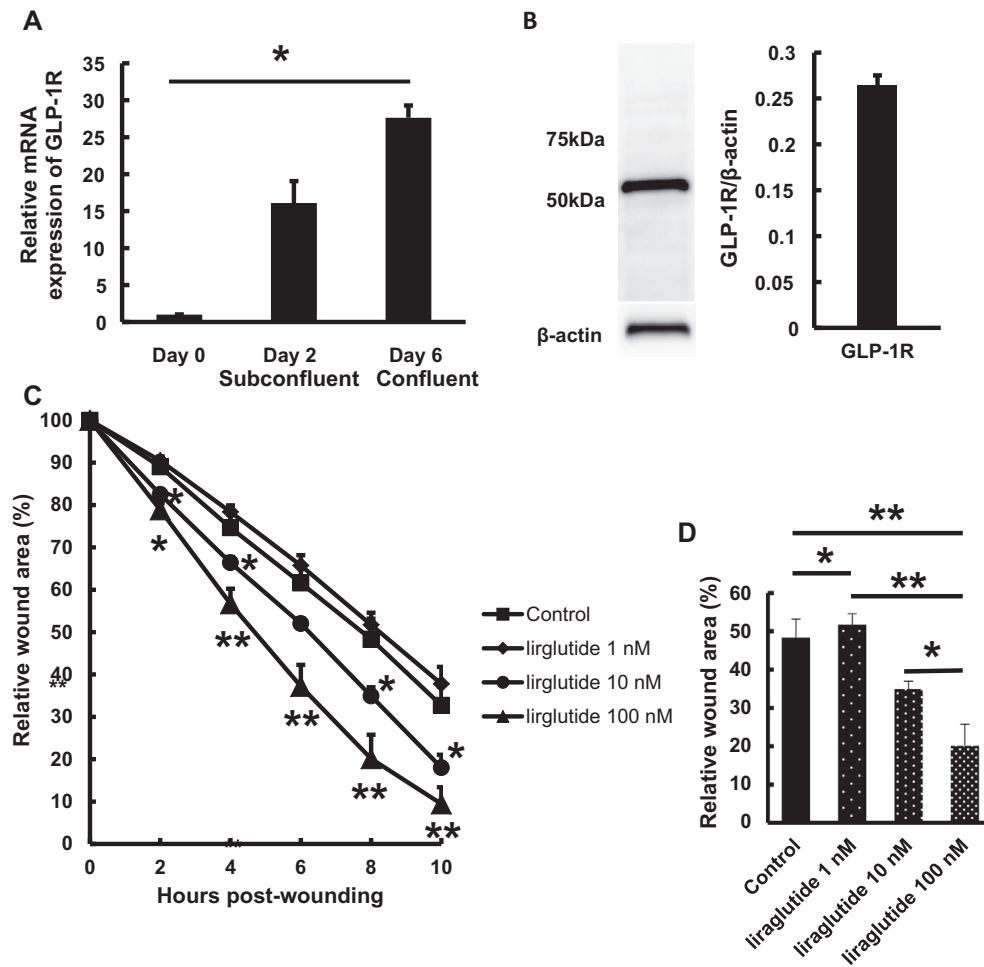 A
*
Relative mRNA
expression of GLP-1R
35
30
25
20
15
10
5
0
Day 0
Day 2
Day 6
Subconfluent
Confluent
B
75kDa
50kDa
β-actin
GLP-1R/β-actin
0.3
0.25
0.2
0.15
0.1
0.05
0
GLP-1R
C
Relative wound area (%)
100
90
80
70
60
50
40
30
20
10
0
**
*
*
*
**
**
*
**
*
**
0
2
4
6
8
10
Hours post-wounding
Control
lirglutide 1 nM
lirglutide 10 nM
lirglutide 100 nM
D
**
*
**
*
Relative wound area (%)
60
50
40
30
20
10
0
Control
liraglutide 1 nM
liraglutide 10 nM
liraglutide 100 nM